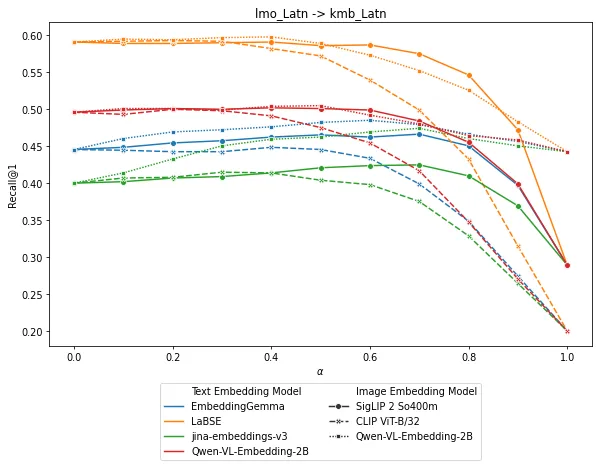 lmo_Latn -> kmb_Latn
Recall@1
0.60
0.55
0.50
0.45
0.40
0.35
0.30
0.25
0.20
0.0 0.2 0.4 0.6 0.8 1.0
α
Text Embedding Model
EmbeddingGemma
LaBSE
jina-embeddings-v3
Qwen-VL-Embedding-2B
Image Embedding Model
SigLIP 2 So400m
CLIP ViT-B/32
Qwen-VL-Embedding-2B